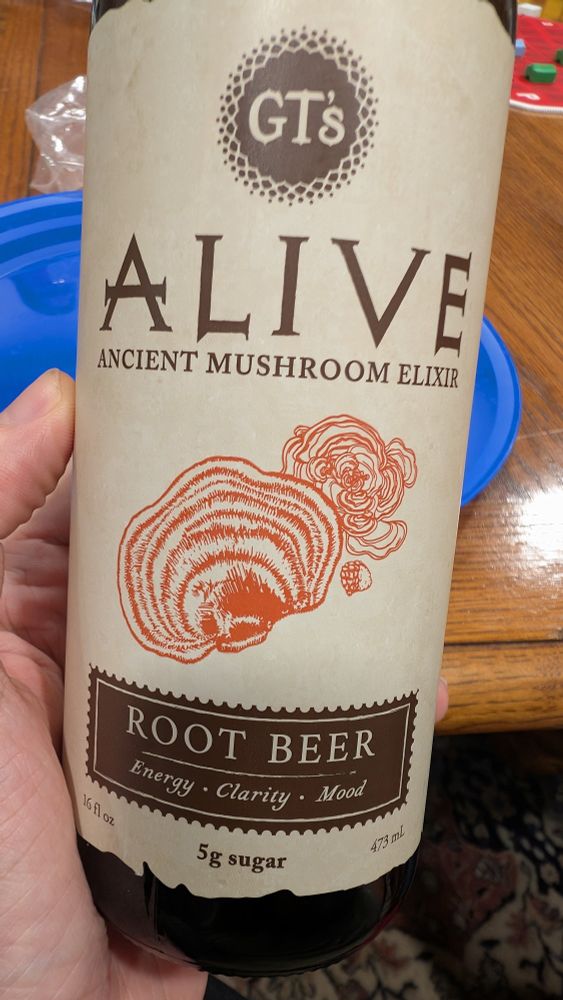 GT's
ALIVE
ANCIENT MUSHROOM ELIXIR
ROOT BEER
Energy · Clarity · Mood
16 fl oz
5g sugar
473 mL